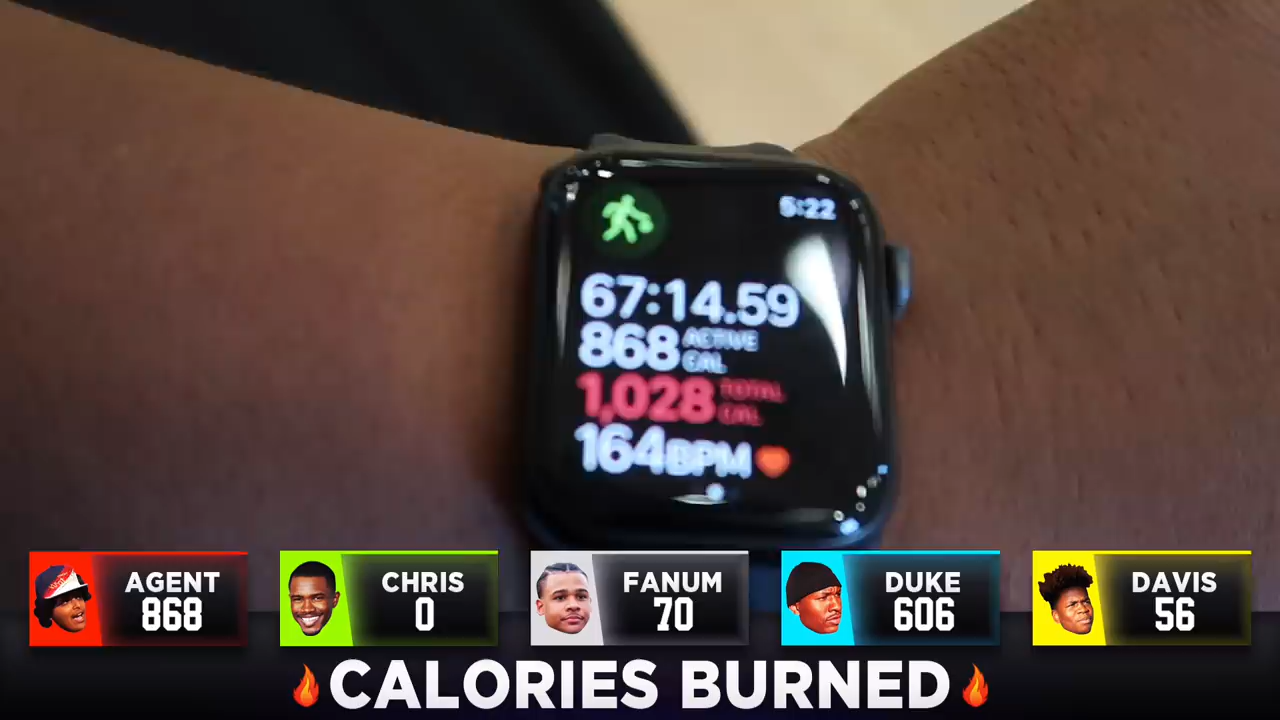 5:22
67:14.59
868 ACTIVE CAL
1,028 TOTAL CAL
164BPM
AGENT
868
CHRIS
0
FANUM
70
DUKE
606
DAVIS
56
CALORIES BURNED